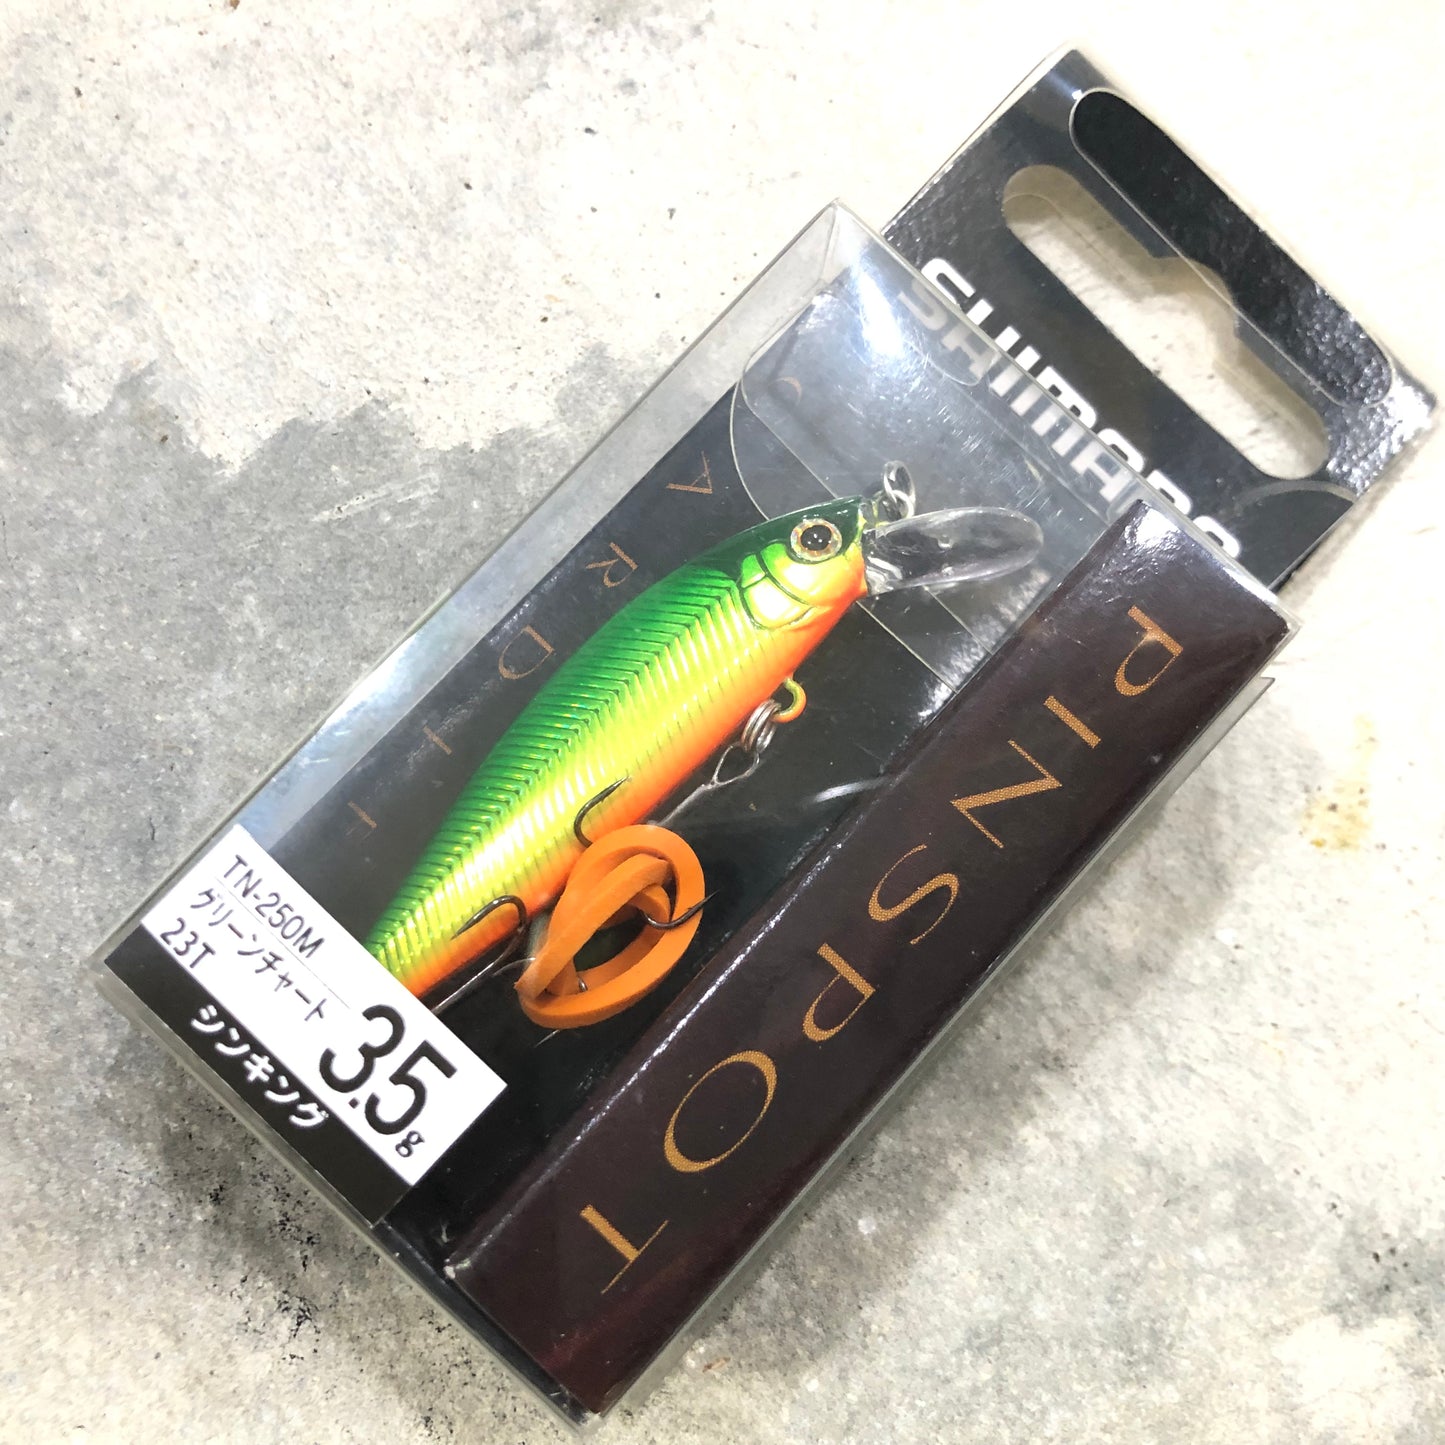 SHIMANO
CARDIFF
PINSPOT
TN-250M
グリーンチャート
23T
3.5g
シンキング